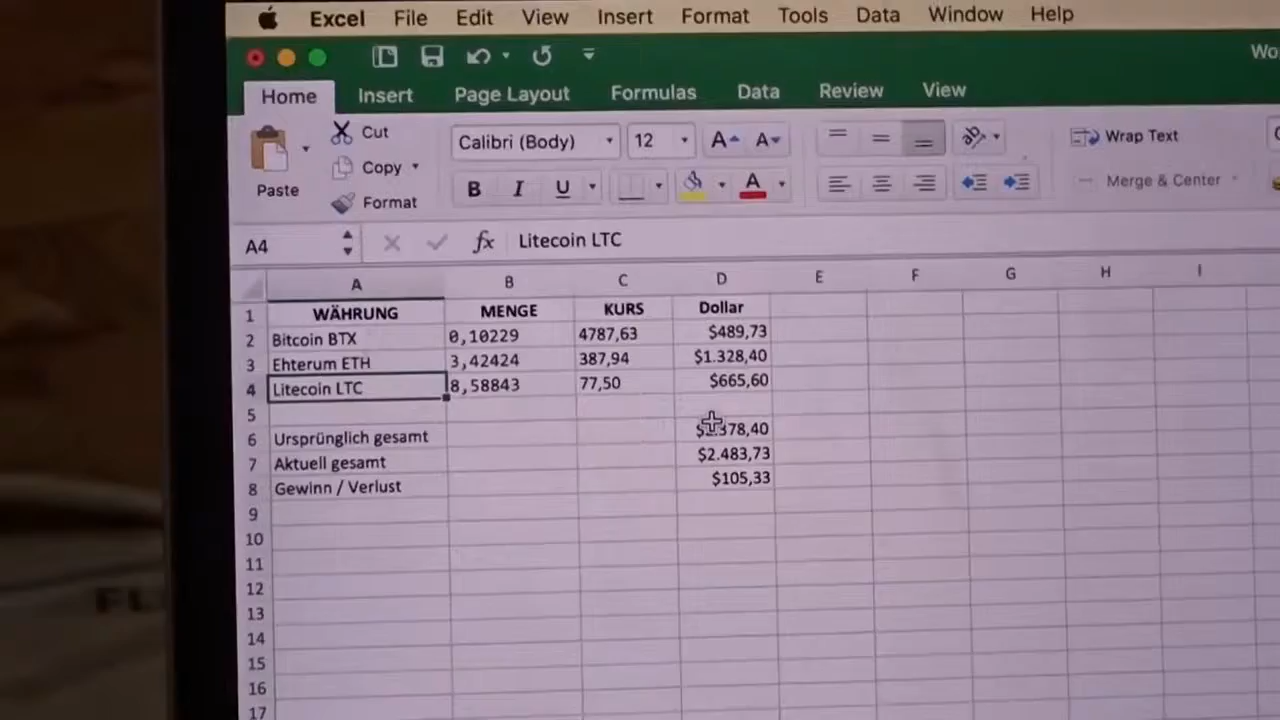 Excel File Edit View Insert Format Tools Data Window Help
Home Insert Page Layout Formulas Data Review View
Paste
Cut
Copy
Format
Calibri (Body) 12
B I U A
Wrap Text
Merge & Center
A4 fx Litecoin LTC
A B C D E F G H I
1 WÄHRUNG MENGE KURS Dollar
2 Bitcoin BTX 0,10229 4787,63 $489,73
3 Ehterum ETH 3,42424 387,94 $1.328,40
4 Litecoin LTC 8,58843 77,50 $665,60
5
6 Ursprünglich gesamt
7 Aktuell gesamt $2.483,73
8 Gewinn / Verlust $105,33
9
10
11
12
13
14
15
16
17